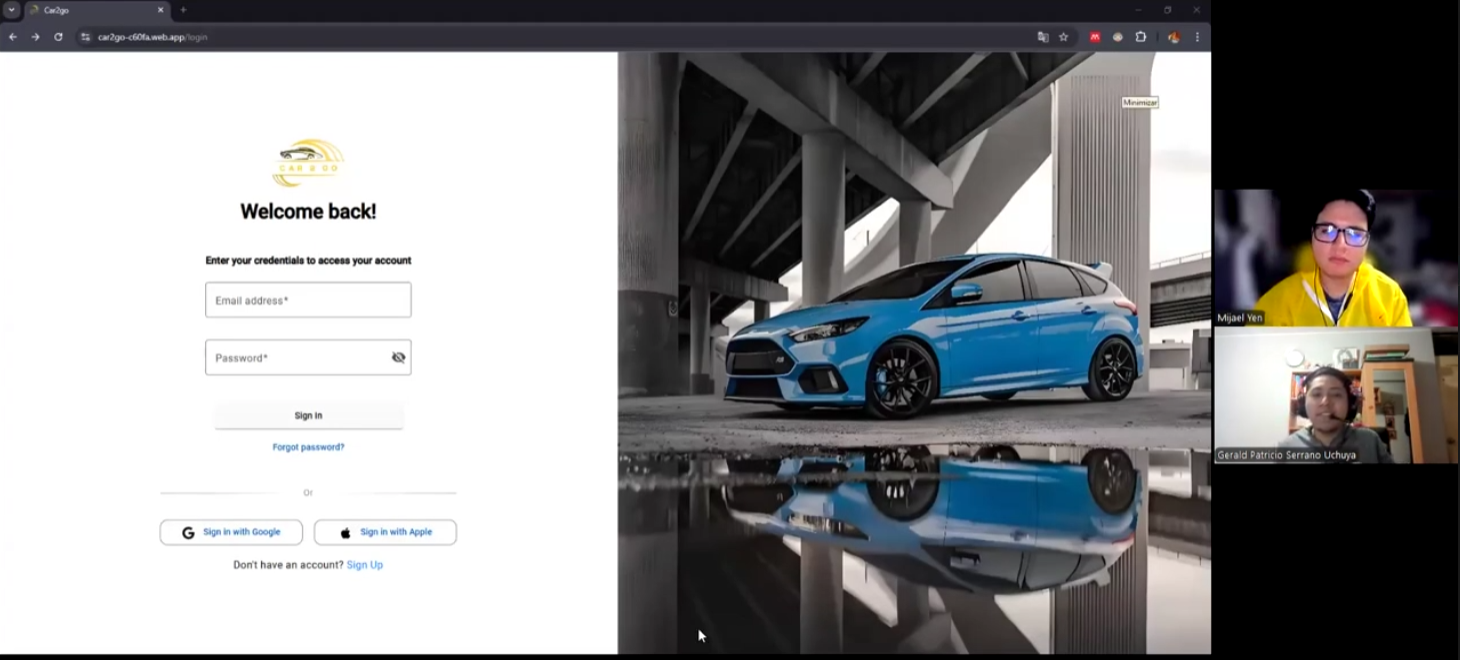 Car2go
car2go-c60fa.web.app/login
Minimizar
CAR 2 GO
Welcome back!
Enter your credentials to access your account
Email address*
Password*
Sign In
Forgot password?
Or
Sign in with Google
Sign in with Apple
Don't have an account? Sign Up
Mijael Yen
Gerald Patricio Serrano Uchuya